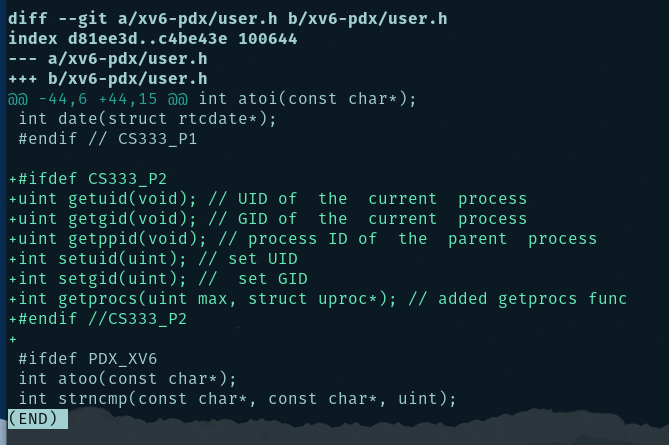 diff --git a/xv6-pdx/user.h b/xv6-pdx/user.h
index d81ee3d..c4be43e 100644
--- a/xv6-pdx/user.h
+++ b/xv6-pdx/user.h
@@ -44,6 +44,15 @@ int atoi(const char*);
 int date(struct rtcdate*);
 #endif // CS333_P1

+#ifdef CS333_P2
+uint getuid(void); // UID of  the  current  process
+uint getgid(void); // GID of  the  current  process
+uint getppid(void); // process ID of  the  parent  process
+int setuid(uint); // set UID
+int setgid(uint); //  set GID
+int getprocs(uint max, struct uproc*); // added getprocs func
+#endif //CS333_P2
+
 #ifdef PDX_XV6
 int atoo(const char*);
 int strncmp(const char*, const char*, uint);
(END)